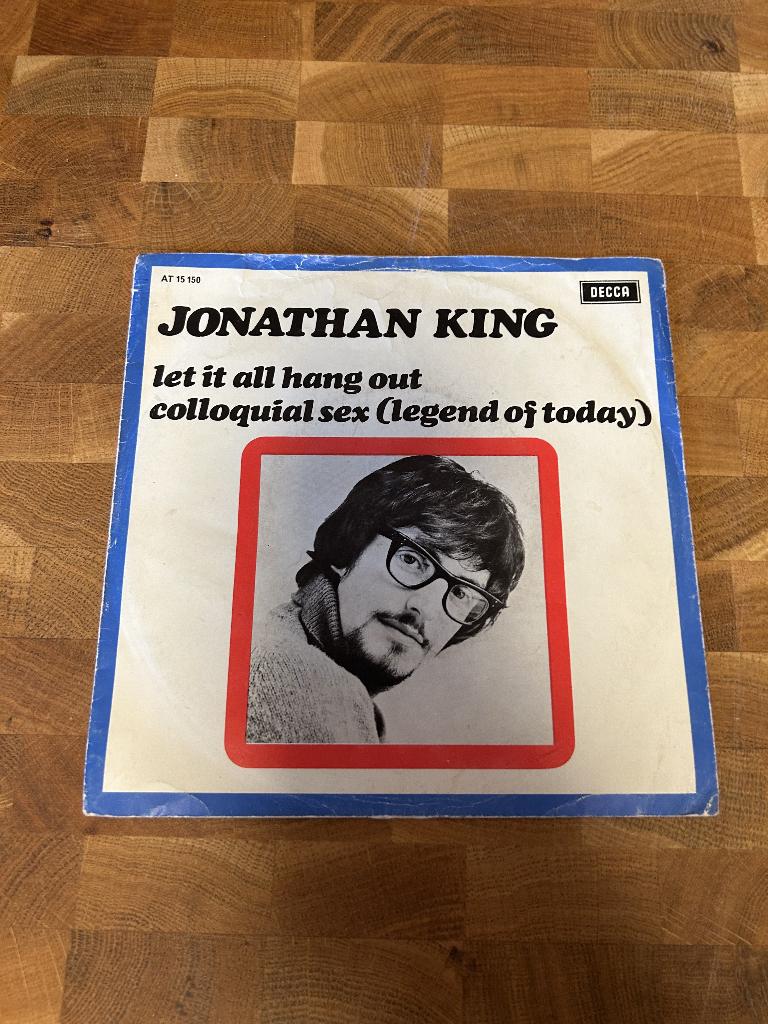 AT 15 150
DECCA
JONATHAN KING
let it all hang out
colloquial sex (legend of today)